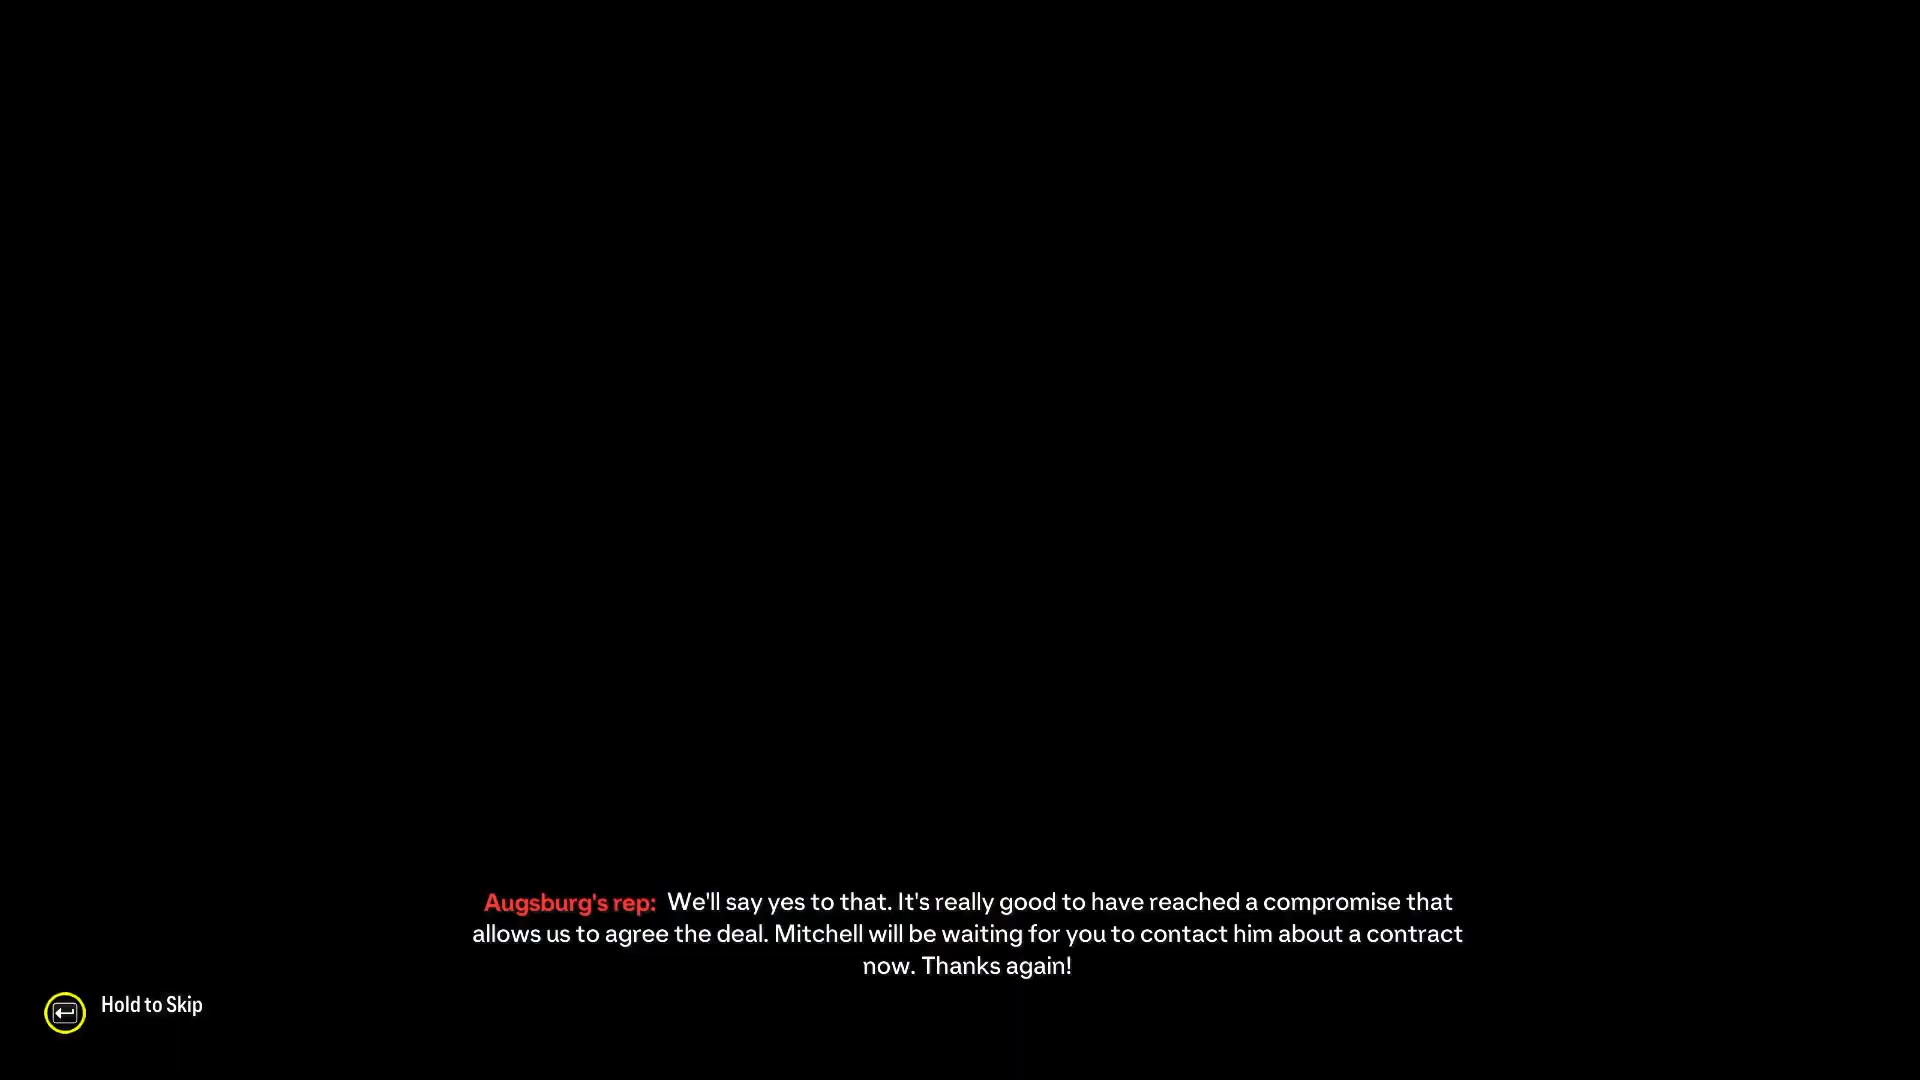 Augsburg's rep: We'll say yes to that. It's really good to have reached a compromise that
allows us to agree the deal. Mitchell will be waiting for you to contact him about a contract
now. Thanks again!
Hold to Skip